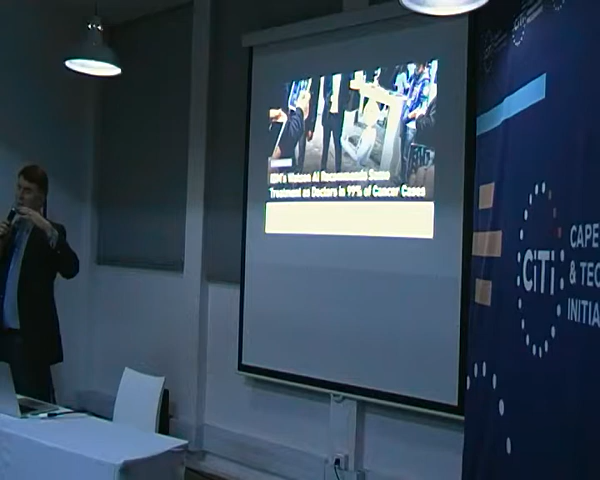 IBM's Watson AI Recommends Same
Treatment as Doctors in 99% of Cancer Cases
CiTi
CAPE
& TEC
INITIA